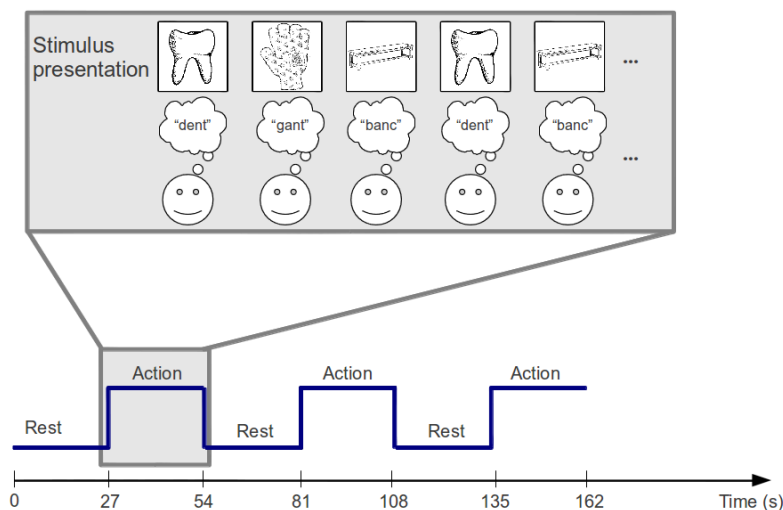 Stimulus
presentation
...
“dent” “gant” “banc” “dent” “banc”
...
Action Action Action
Rest Rest Rest
0 27 54 81 108 135 162 Time (s)